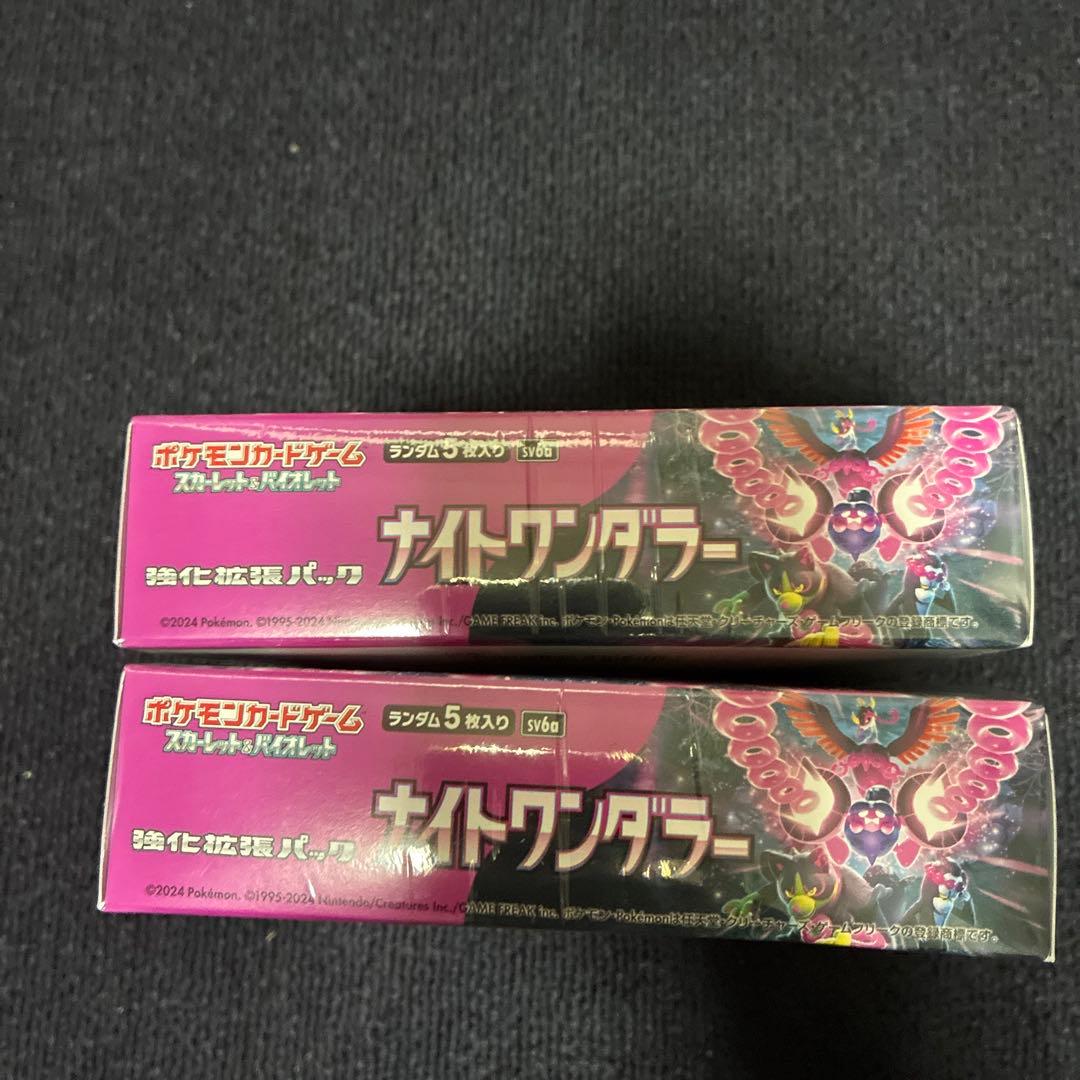 ポケモンカードゲーム
スカーレット&バイオレット
ランダム5枚入り sv6a
ナイトワンダラー
強化拡張パック
©2024 Pokémon. ©1995-2024 Inc./GAME FREAK inc. ポケモン・Pokémonは任天堂・クリーチャーズ・ゲームフリークの登録商標です。
ポケモンカードゲーム
スカーレット&バイオレット
ランダム5枚入り sv6a
ナイトワンダラー
強化拡張パック
©2024 Pokémon. ©1995-2024 Nintendo/Creatures Inc./GAME FREAK inc. ポケモン・Pokémonは任天堂・クリーチャーズ・ゲームフリークの登録商標です。